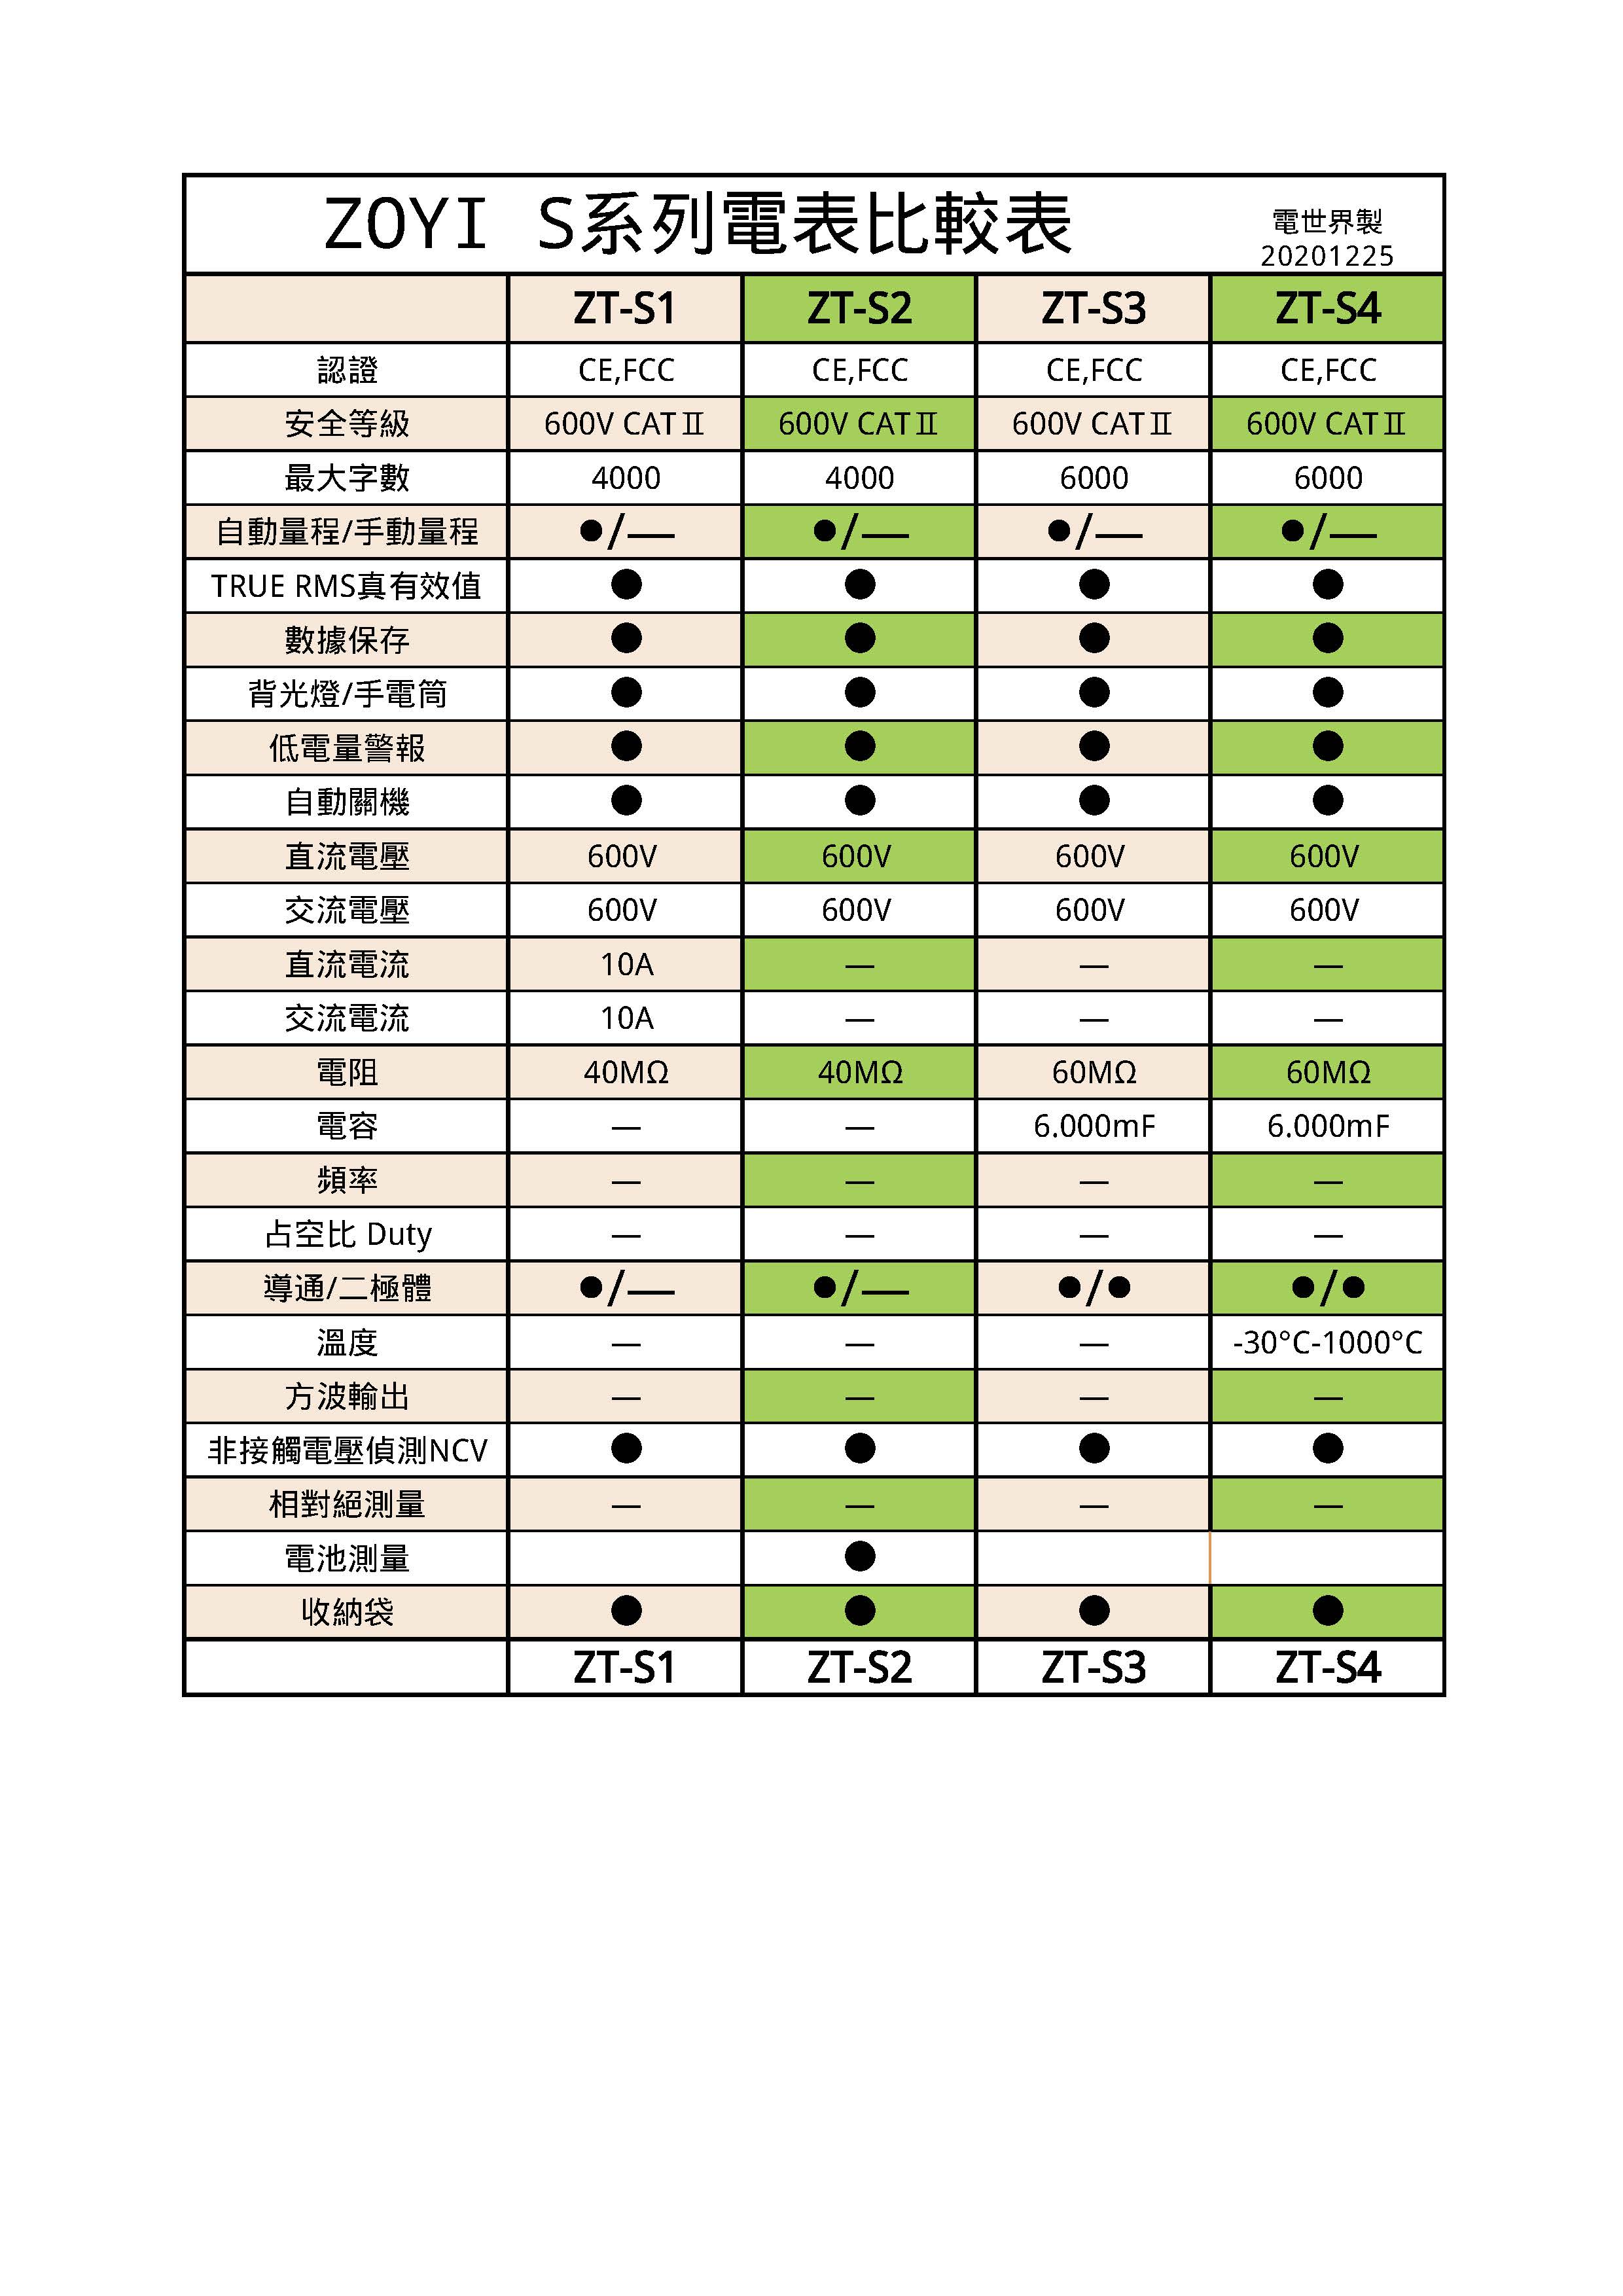 ZOYI S系列電表比較表
電世界製
20201225
ZT-S1 ZT-S2 ZT-S3 ZT-S4
認證 CE,FCC CE,FCC CE,FCC CE,FCC
安全等級 600V CATⅡ 600V CATⅡ 600V CATⅡ 600V CATⅡ
最大字數 4000 4000 6000 6000
自動量程/手動量程 ●/— ●/— ●/— ●/—
TRUE RMS真有效值 ● ● ● ●
數據保存 ● ● ● ●
背光燈/手電筒 ● ● ● ●
低電量警報 ● ● ● ●
自動關機 ● ● ● ●
直流電壓 600V 600V 600V 600V
交流電壓 600V 600V 600V 600V
直流電流 10A — — —
交流電流 10A — — —
電阻 40MΩ 40MΩ 60MΩ 60MΩ
電容 — — 6.000mF 6.000mF
頻率 — — — —
占空比 Duty — — — —
導通/二極體 ●/— ●/— ●/● ●/●
溫度 — — — -30°C-1000°C
方波輸出 — — — —
非接觸電壓偵測NCV ● ● ● ●
相對絕測量 — — — —
電池測量 ●
收納袋 ● ● ● ●
ZT-S1 ZT-S2 ZT-S3 ZT-S4